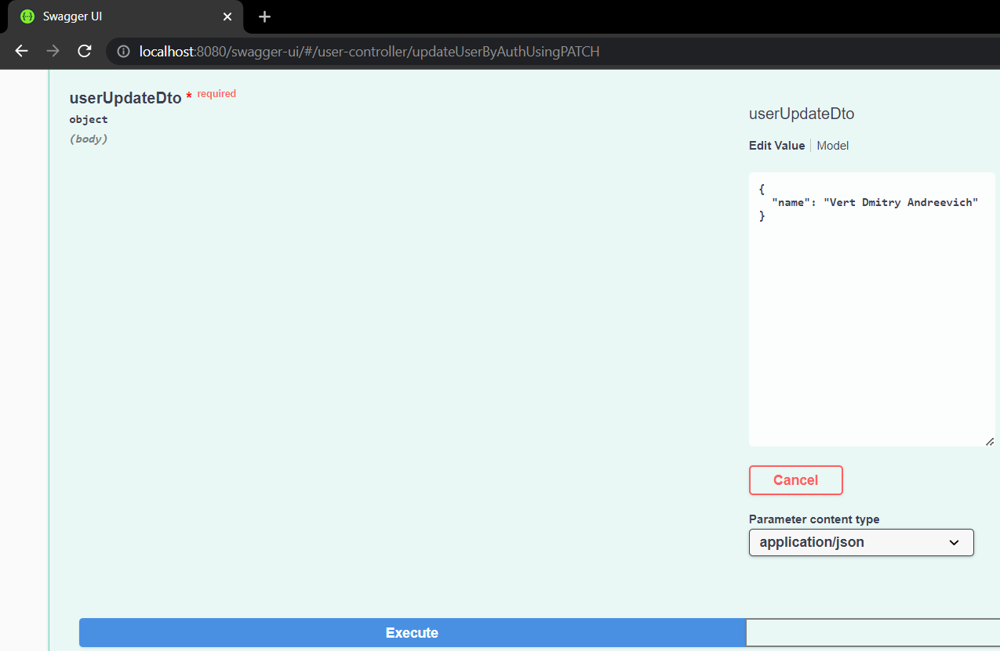 Swagger UI
localhost:8080/swagger-ui/#/user-controller/updateUserByAuthUsingPATCH
userUpdateDto * required
object
(body)
userUpdateDto
Edit Value Model
{
"name": "Vert Dmitry Andreevich"
}
Cancel
Parameter content type
application/json
Execute